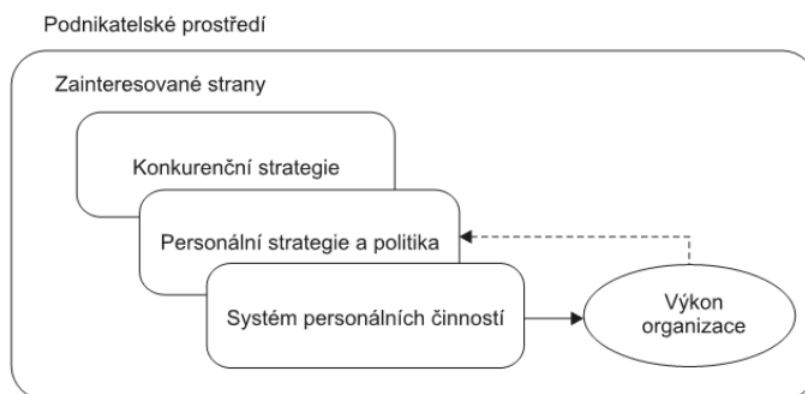 Podnikatelské prostředí
Zainteresované strany
Konkurenční strategie
Personální strategie a politika
Systém personálních činností
Výkon
organizace